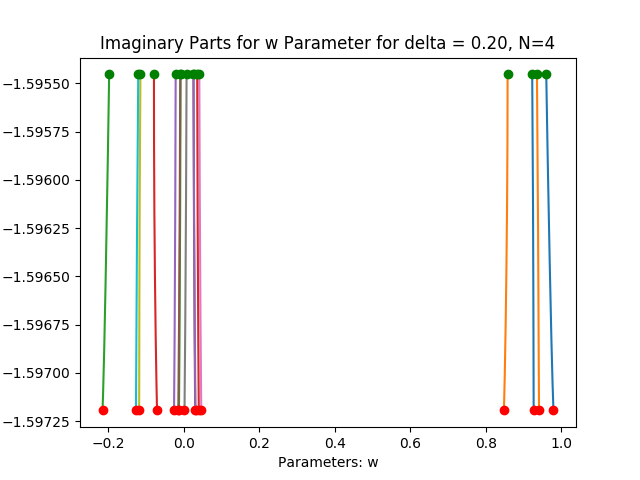 Imaginary Parts for w Parameter for delta = 0.20, N=4
−1.59550
−1.59575
−1.59600
−1.59625
−1.59650
−1.59675
−1.59700
−1.59725
−0.2 0.0 0.2 0.4 0.6 0.8 1.0
Parameters: w